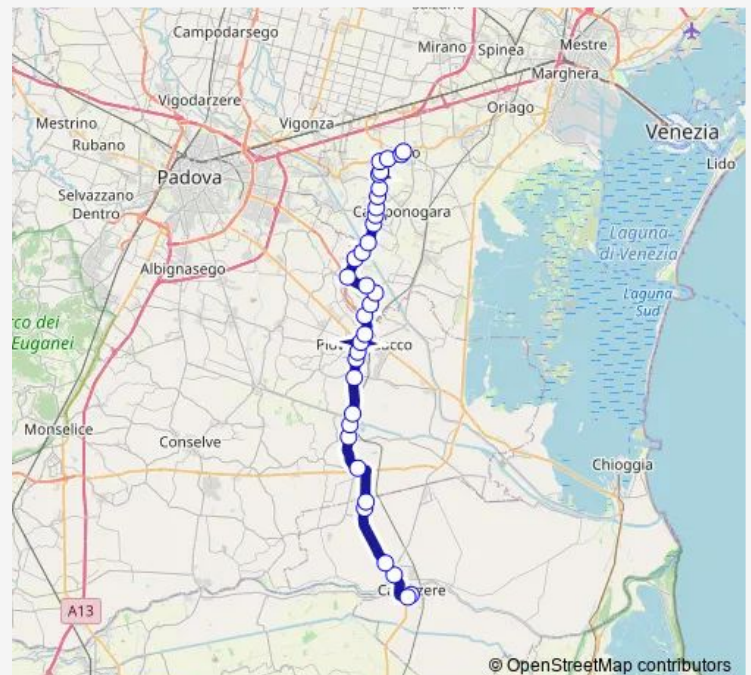 Campodarsego
Mirano
Spinea
Mestre
Marghera
Vigodarzere
Oriago
Mestrino
Vigonza
Venezia
Rubano
Lido
Padova
Selvazzano
Dentro
Laguna
di Venezia
Albignasego
Laguna
Sud
Euganei
Monselice
Conselve
Chioggia
A13
© OpenStreetMap contributors